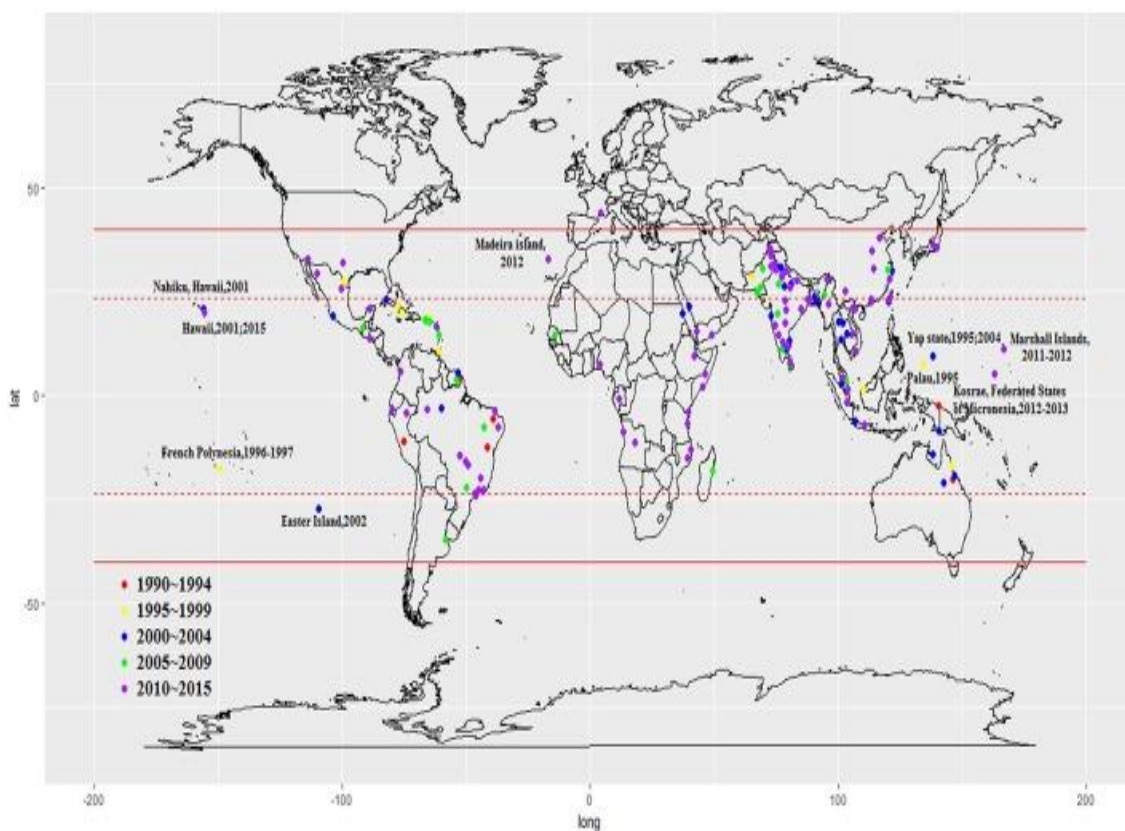 50
0
-50
lat
-200
-100
0
100
200
long
Madeira island,
2012
Nahiku, Hawaii,2001
Hawaii,2001;2015
Yap state,1995;2004
Marshall Islands,
2011-2012
Palau,1995
Kosrae, Federated States
of Micronesia,2012-2013
French Polynesia,1996-1997
Easter Island,2002
1990~1994
1995~1999
2000~2004
2005~2009
2010~2015